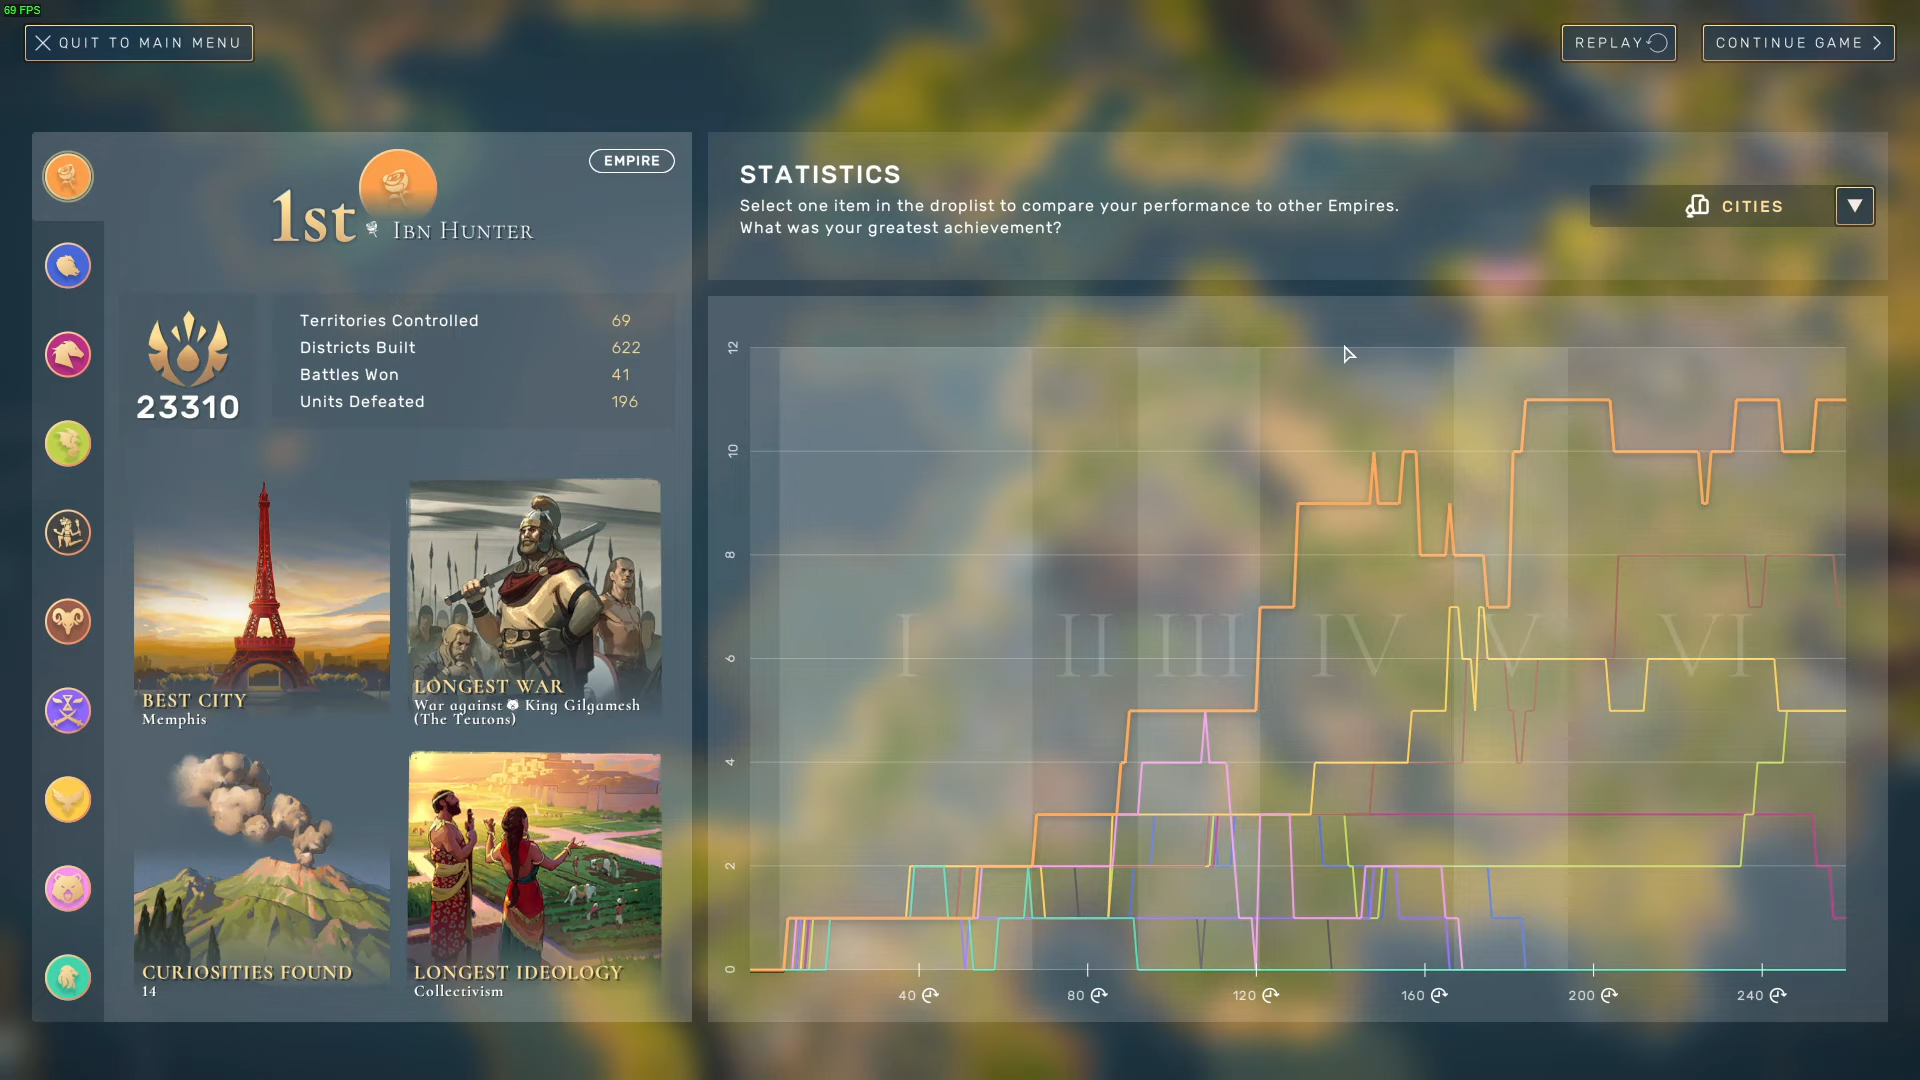 69 FPS
QUIT TO MAIN MENU
REPLAY
CONTINUE GAME
EMPIRE
1st
IBN HUNTER
23310
Territories Controlled 69
Districts Built 622
Battles Won 41
Units Defeated 196
BEST CITY
Memphis
LONGEST WAR
War against King Gilgamesh
(The Teutons)
CURIOSITIES FOUND
14
LONGEST IDEOLOGY
Collectivism
STATISTICS
Select one item in the droplist to compare your performance to other Empires.
What was your greatest achievement?
CITIES
12
10
8
6
4
2
0
I II III IV V VI
40 80 120 160 200 240